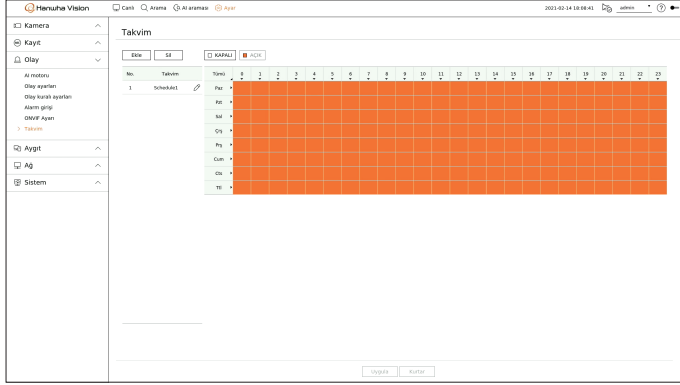 Hanwha Vision Canlı Arama AI araması Ayar 2021-02-14 18:08:41 admin
Kamera
Kayıt
Olay
AI motoru
Olay ayarları
Olay kuralı ayarları
Alarm girişi
ONVIF Ayarı
> Takvim
Aygıt
Ağ
Sistem
Takvim
Ekle Sil KAPALI AÇIK
No. Takvim Tümü 0 1 2 3 4 5 6 7 8 9 10 11 12 13 14 15 16 17 18 19 20 21 22 23
1 Schedule1 Paz
Pzt
Sal
Çrş
Prş
Cum
Cts
Ttl
Uygula Kurtar